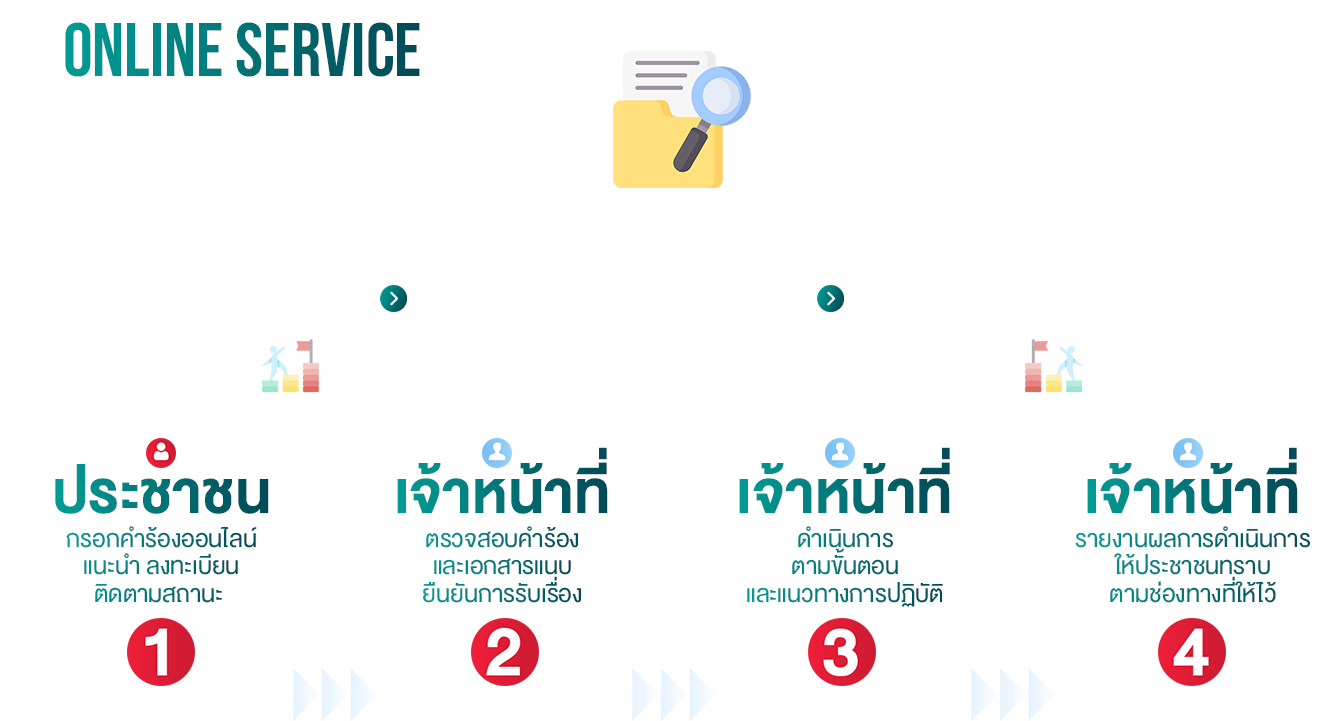 ONLINE SERVICE
ประชาชน
กรอกคำร้องออนไลน์
แนะนำ ลงทะเบียน
ติดตามสถานะ
1
เจ้าหน้าที่
ตรวจสอบคำร้อง
และเอกสารแนบ
ยืนยันการรับเรื่อง
2
เจ้าหน้าที่
ดำเนินการ
ตามขั้นตอน
และแนวทางการปฏิบัติ
3
เจ้าหน้าที่
รายงานผลการดำเนินการ
ให้ประชาชนทราบ
ตามช่องทางที่ให้ไว้
4